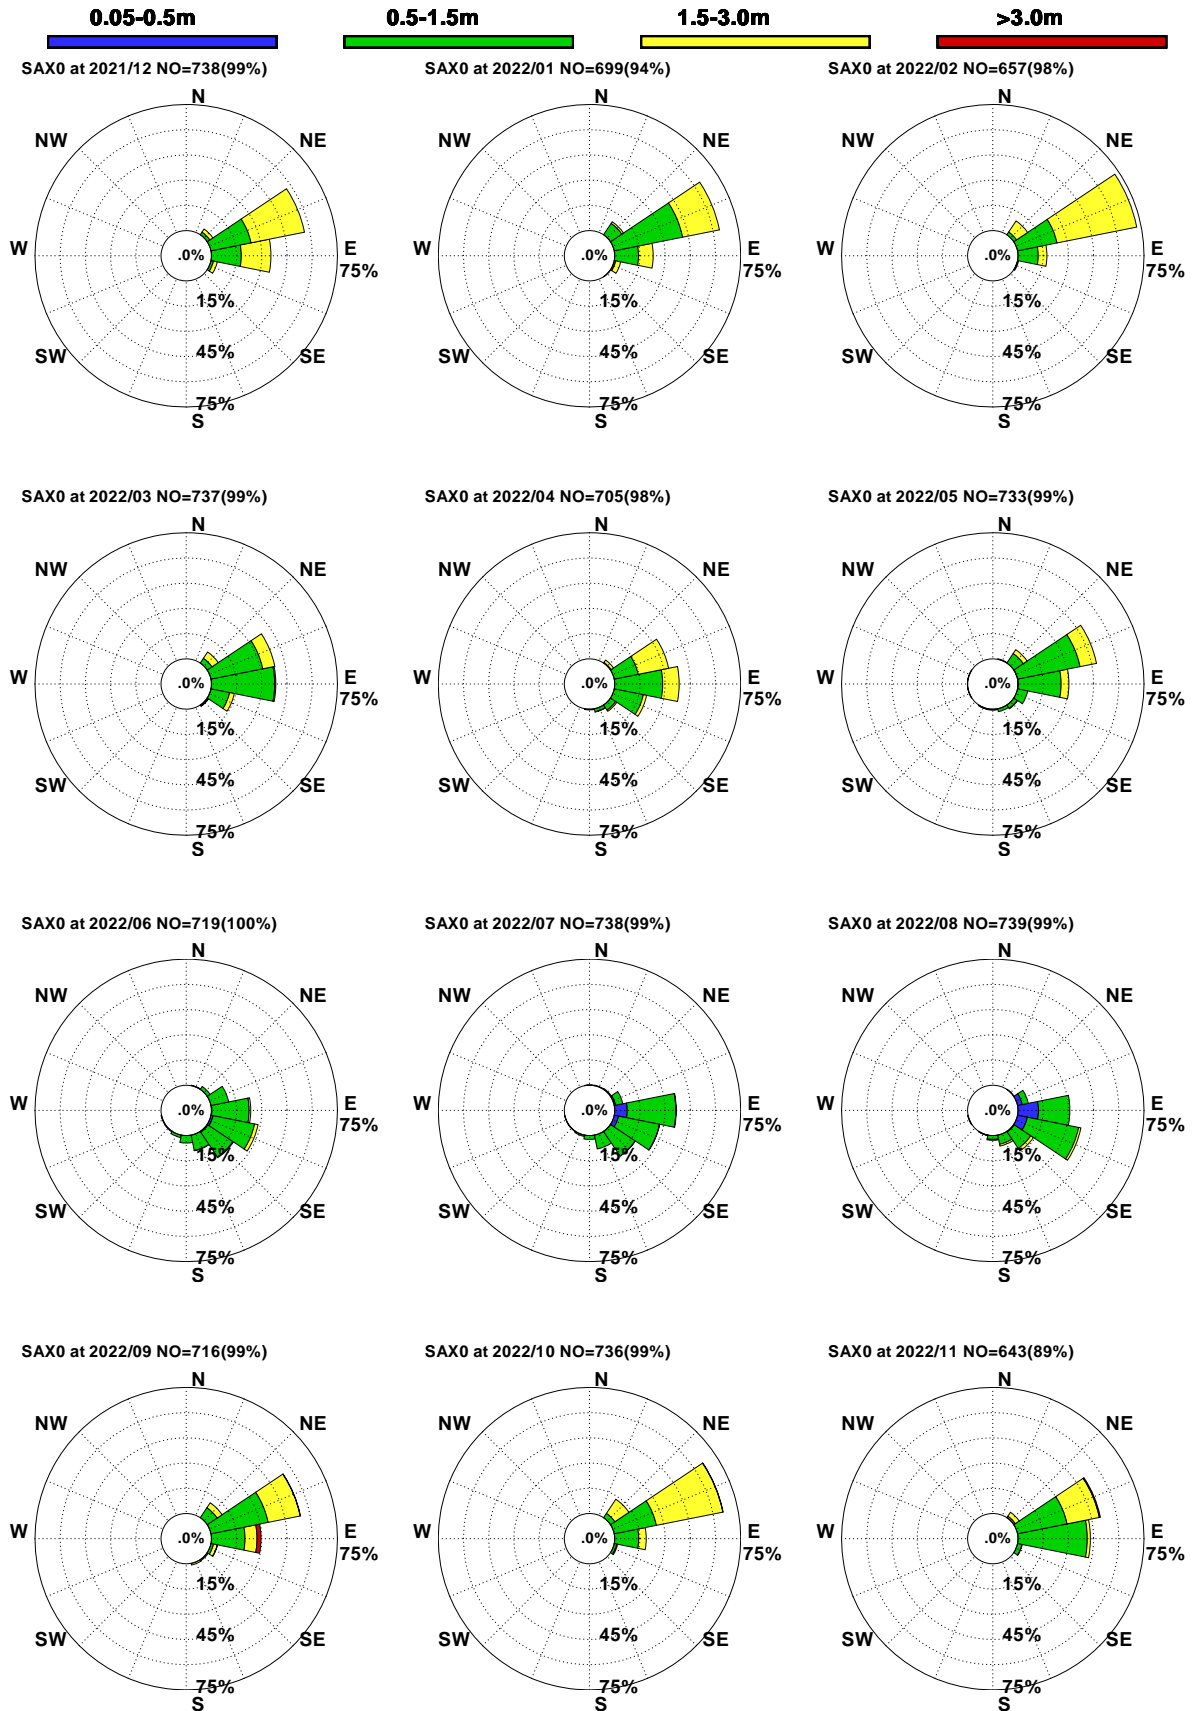 0.05-0.5m 0.5-1.5m 1.5-3.0m >3.0m
SAX0 at 2021/12 NO=738(99%) SAX0 at 2022/01 NO=699(94%) SAX0 at 2022/02 NO=657(98%)
N N N
NW NE NW NE NW NE
W .0% E W .0% E W .0% E
75% 75% 75%
15% 15% 15%
SW 45% SE SW 45% SE SW 45% SE
75% 75% 75%
S S S
SAX0 at 2022/03 NO=737(99%) SAX0 at 2022/04 NO=705(98%) SAX0 at 2022/05 NO=733(99%)
N N N
NW NE NW NE NW NE
W .0% E W .0% E W .0% E
75% 75% 75%
15% 15% 15%
SW 45% SE SW 45% SE SW 45% SE
75% 75% 75%
S S S
SAX0 at 2022/06 NO=719(100%) SAX0 at 2022/07 NO=738(99%) SAX0 at 2022/08 NO=739(99%)
N N N
NW NE NW NE NW NE
W .0% E W .0% E W .0% E
75% 75% 75%
15% 15% 15%
SW 45% SE SW 45% SE SW 45% SE
75% 75% 75%
S S S
SAX0 at 2022/09 NO=716(99%) SAX0 at 2022/10 NO=736(99%) SAX0 at 2022/11 NO=643(89%)
N N N
NW NE NW NE NW NE
W .0% E W .0% E W .0% E
75% 75% 75%
15% 15% 15%
SW 45% SE SW 45% SE SW 45% SE
75% 75% 75%
S S S